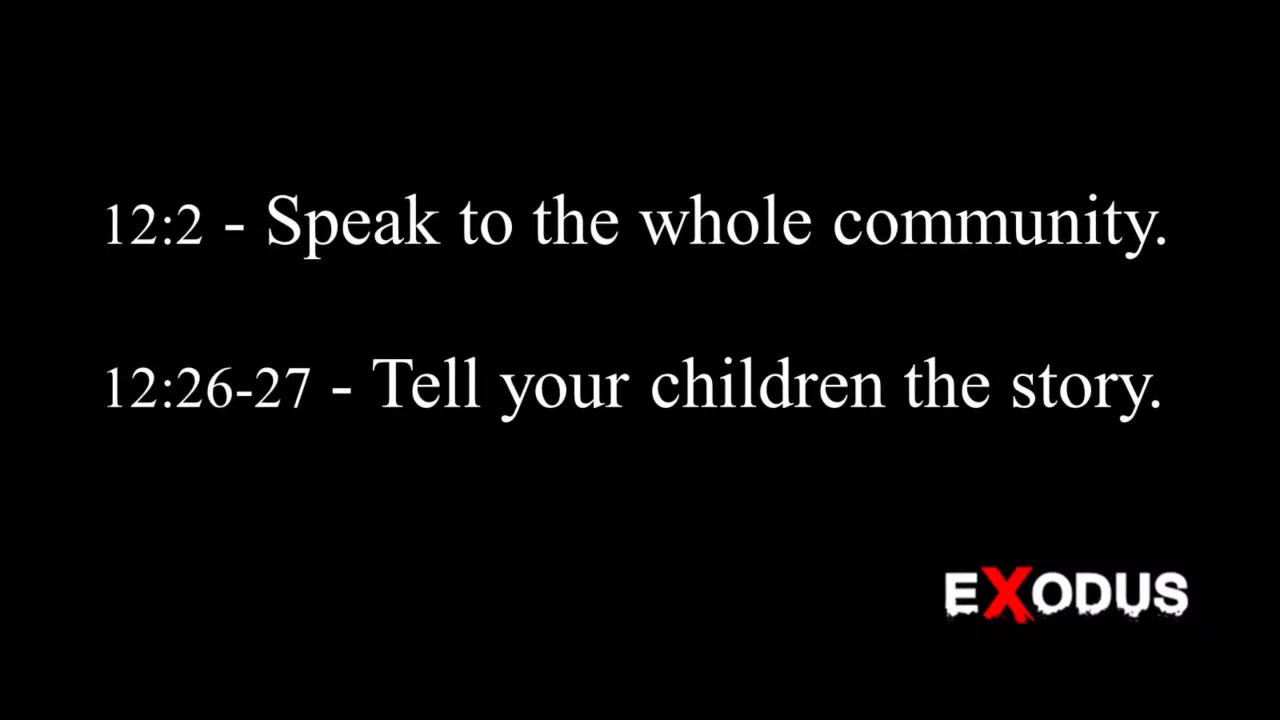 12:2 - Speak to the whole community.
12:26-27 - Tell your children the story.
EXODUS